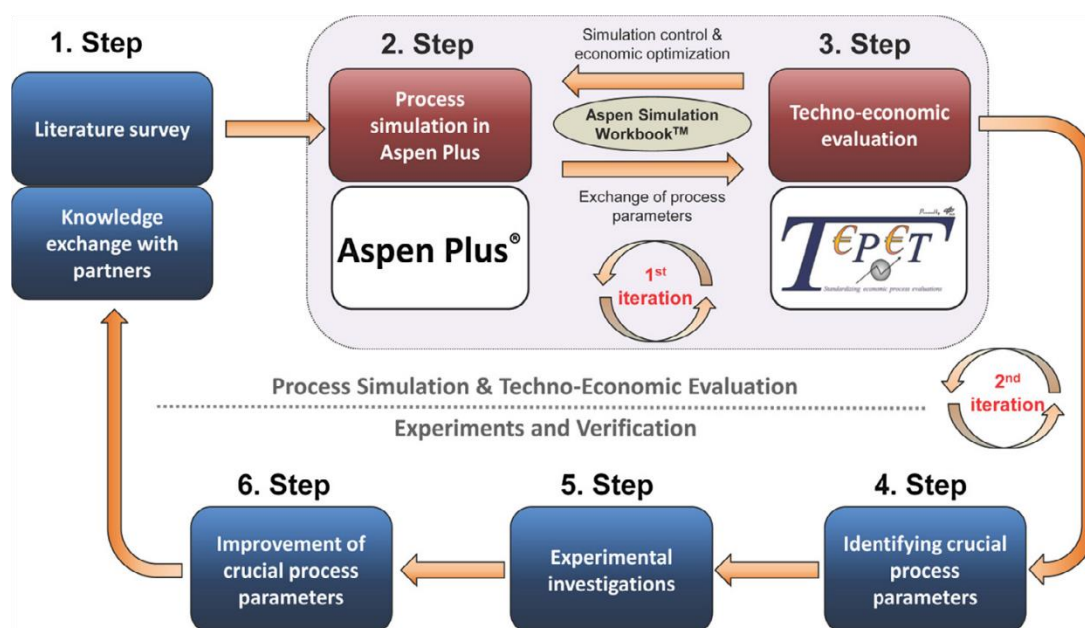 1. Step
Literature survey
Knowledge
exchange with
partners
2. Step
Process
simulation in
Aspen Plus
Aspen Plus®
Simulation control &
economic optimization
Aspen Simulation
Workbook™
Exchange of process
parameters
1st
iteration
3. Step
Techno-economic
evaluation
T€P€T
Standardizing economic process evaluations
2nd
iteration
Process Simulation & Techno-Economic Evaluation
Experiments and Verification
6. Step
Improvement of
crucial process
parameters
5. Step
Experimental
investigations
4. Step
Identifying crucial
process
parameters